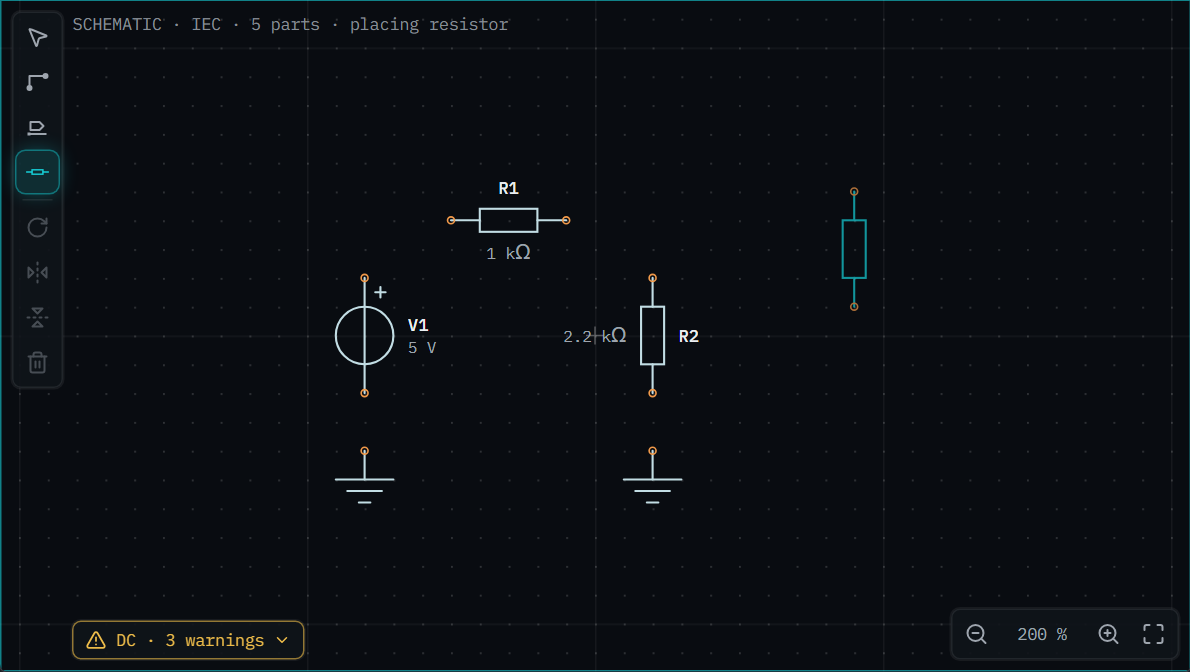 SCHEMATIC · IEC · 5 parts · placing resistor
R1
1 kΩ
+
V1
5 V
2.2 kΩ
R2
DC · 3 warnings
200 %